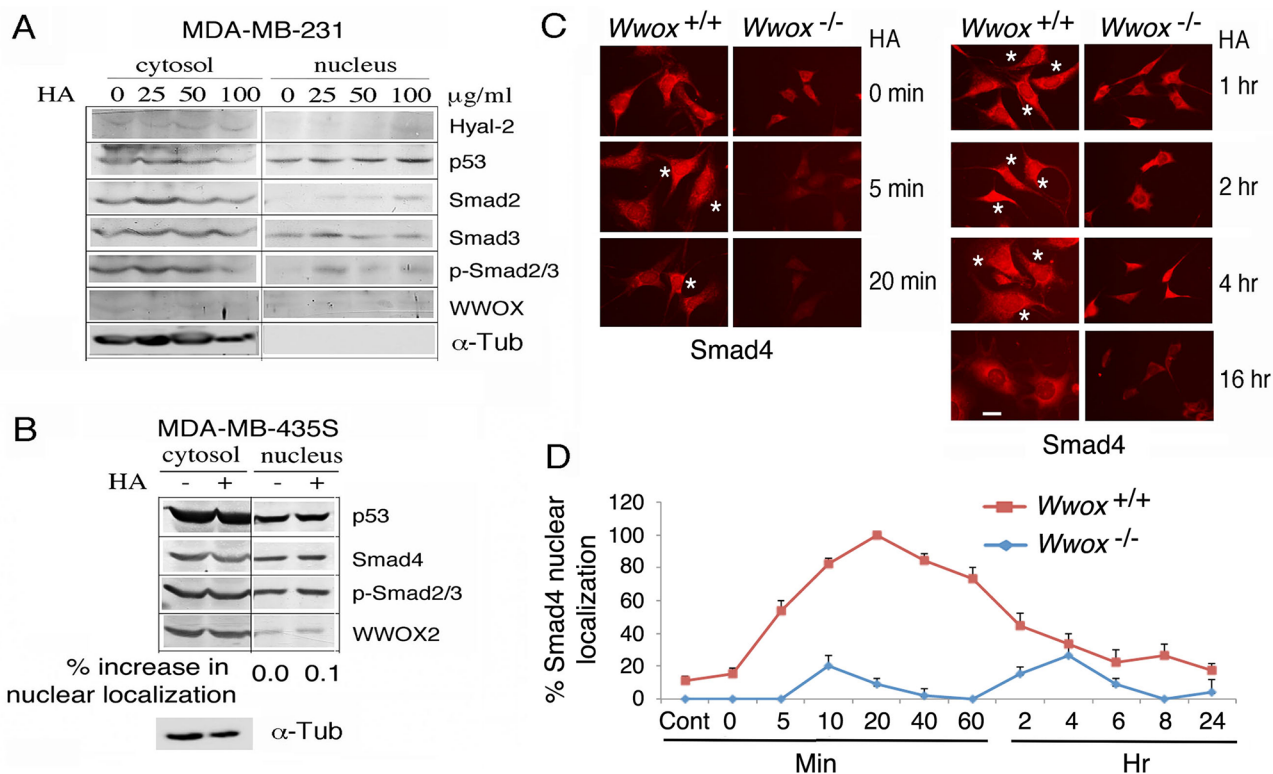 A
MDA-MB-231
cytosol nucleus
HA 0 25 50 100 0 25 50 100 μg/ml
Hyal-2
p53
Smad2
Smad3
p-Smad2/3
WWOX
α-Tub
B
MDA-MB-435S
cytosol nucleus
HA - + - +
p53
Smad4
p-Smad2/3
WWOX2
% increase in
nuclear localization 0.0 0.1
α-Tub
C
Wwox +/+ Wwox -/- HA
0 min
* * 5 min
* 20 min
Smad4
Wwox +/+ Wwox -/- HA
* * * 1 hr
* * * 2 hr
* * * 4 hr
16 hr
Smad4
D
% Smad4 nuclear
localization
120
100
80
60
40
20
0
Wwox +/+
Wwox -/-
Cont 0 5 10 20 40 60 2 4 6 8 24
Min Hr